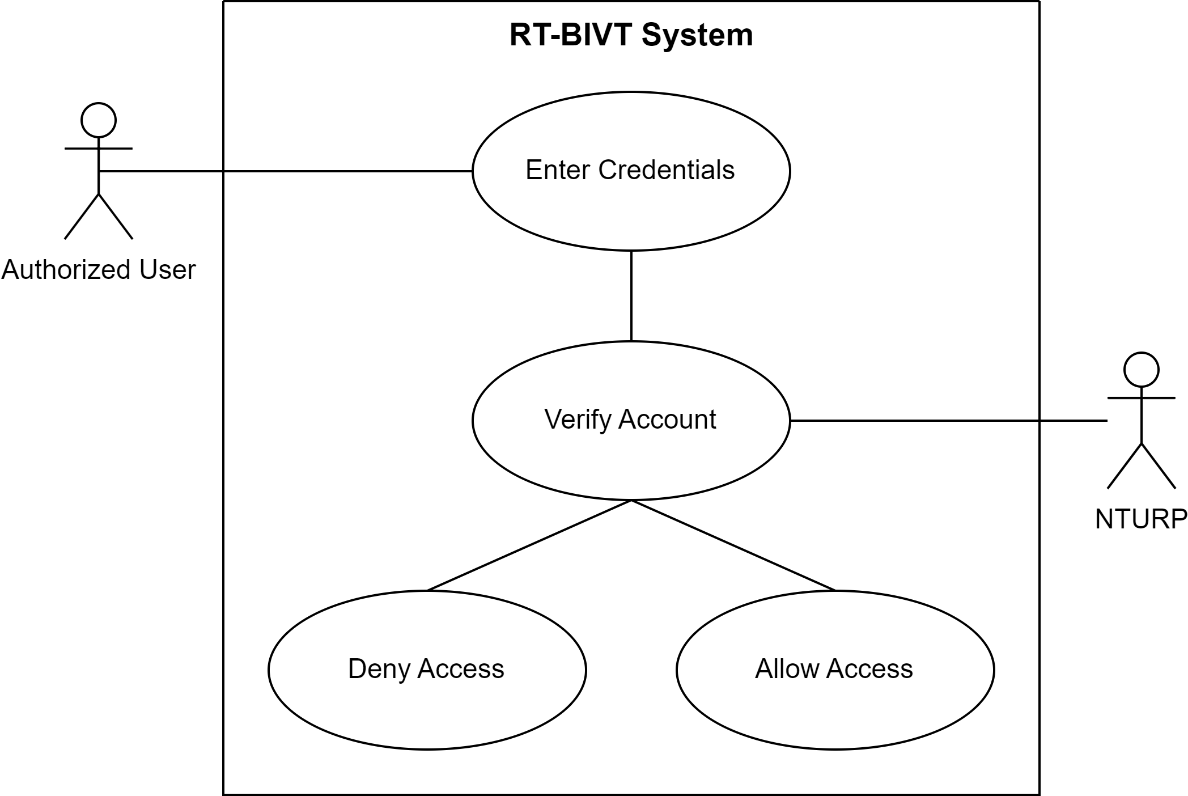 RT-BIVT System
Enter Credentials
Authorized User
Verify Account
NTURP
Deny Access
Allow Access